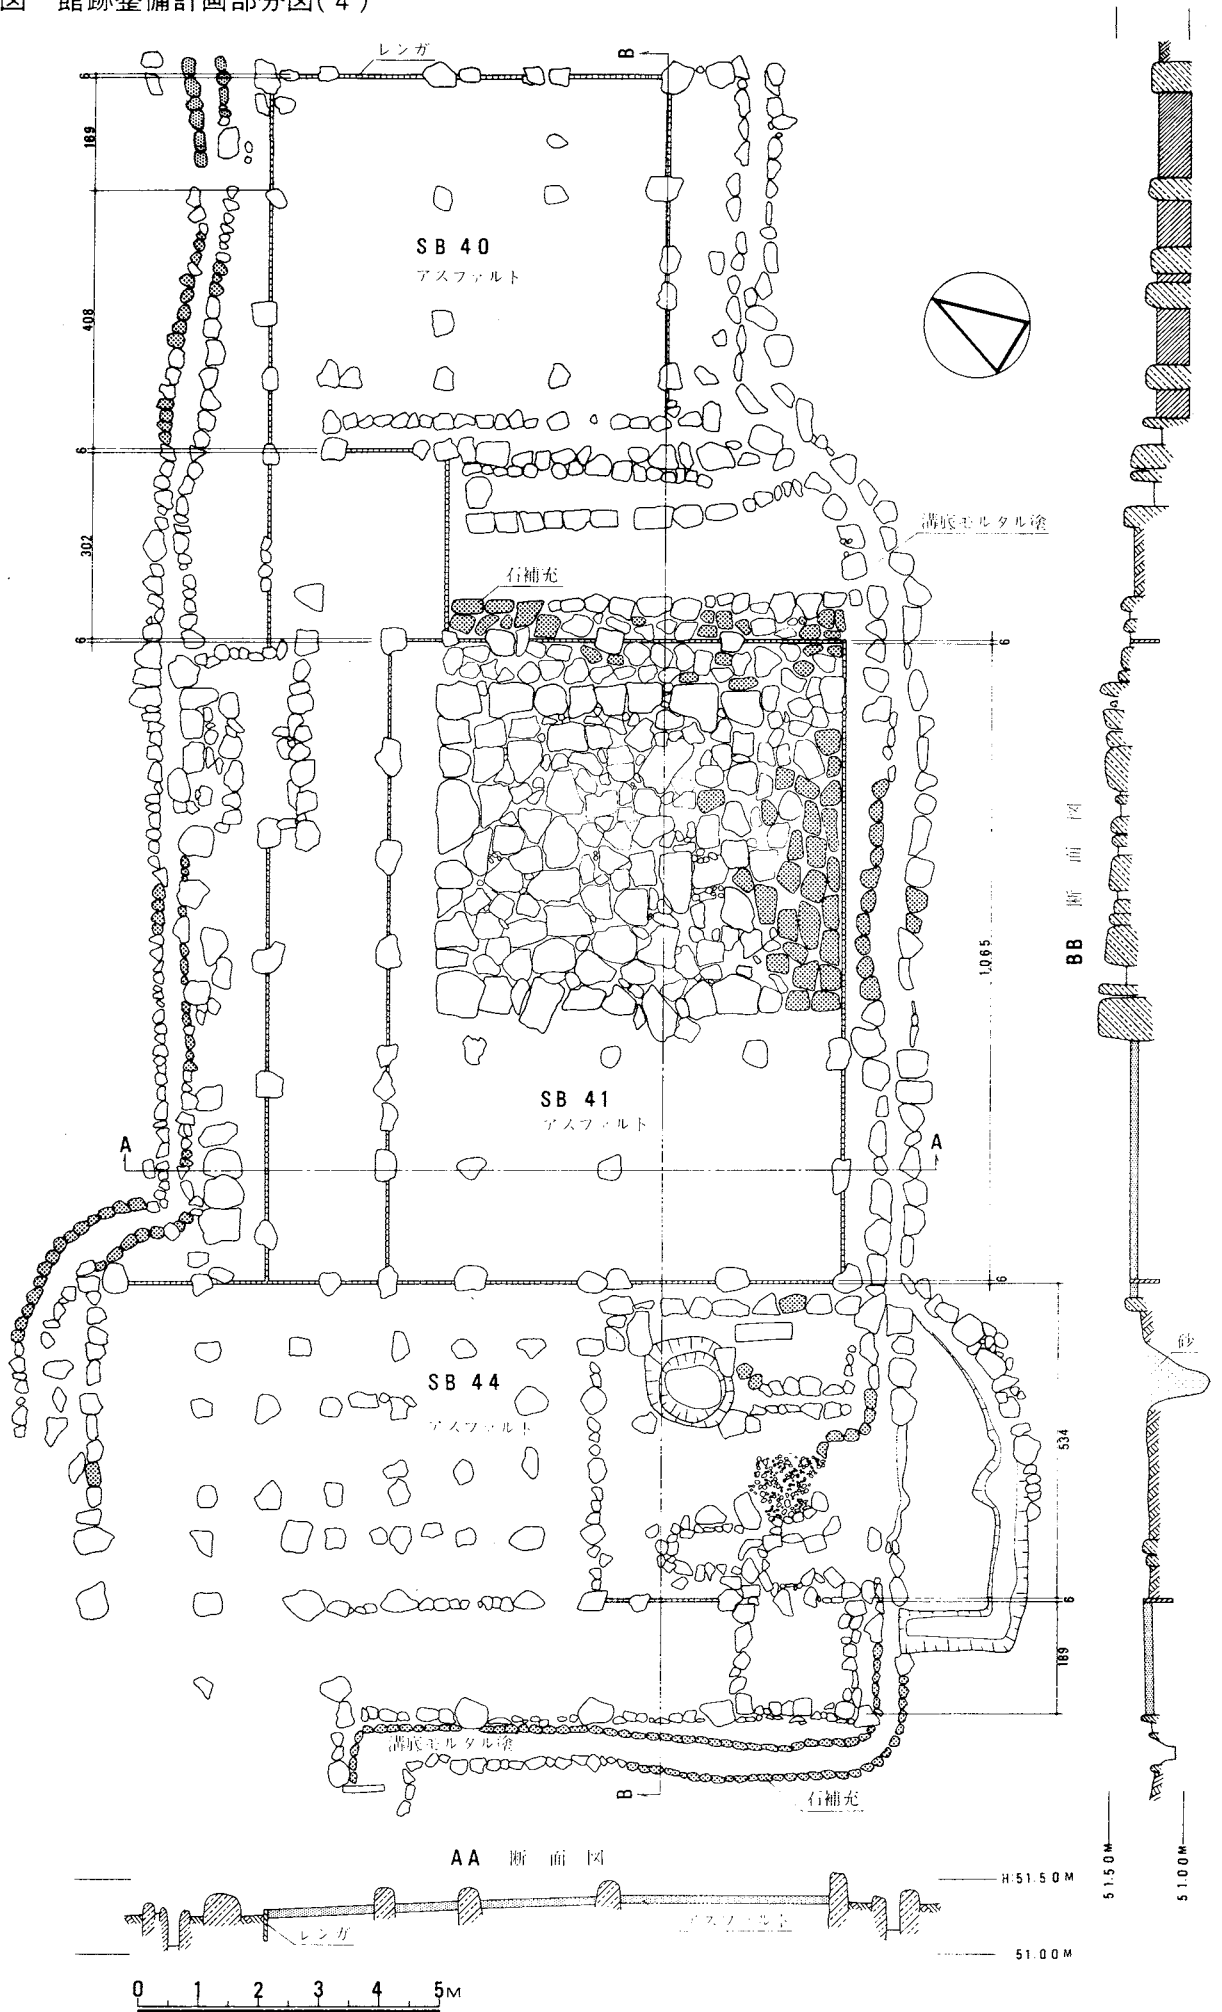 図 館跡整備計画部分図(4)
レンガ
B
6
189
SB 40
アスファルト
408
6
302
溝底モルタル塗
石補充
6
6
BB 断面図
1,065
SB 41
アスファルト
A
A
6
砂
SB 44
アスファルト
534
6
189
溝底モルタル塗
石補充
B
AA 断面図
H:51.50M
レンガ
アスファルト
51.00M
51.50M
51.00M
0 1 2 3 4 5M